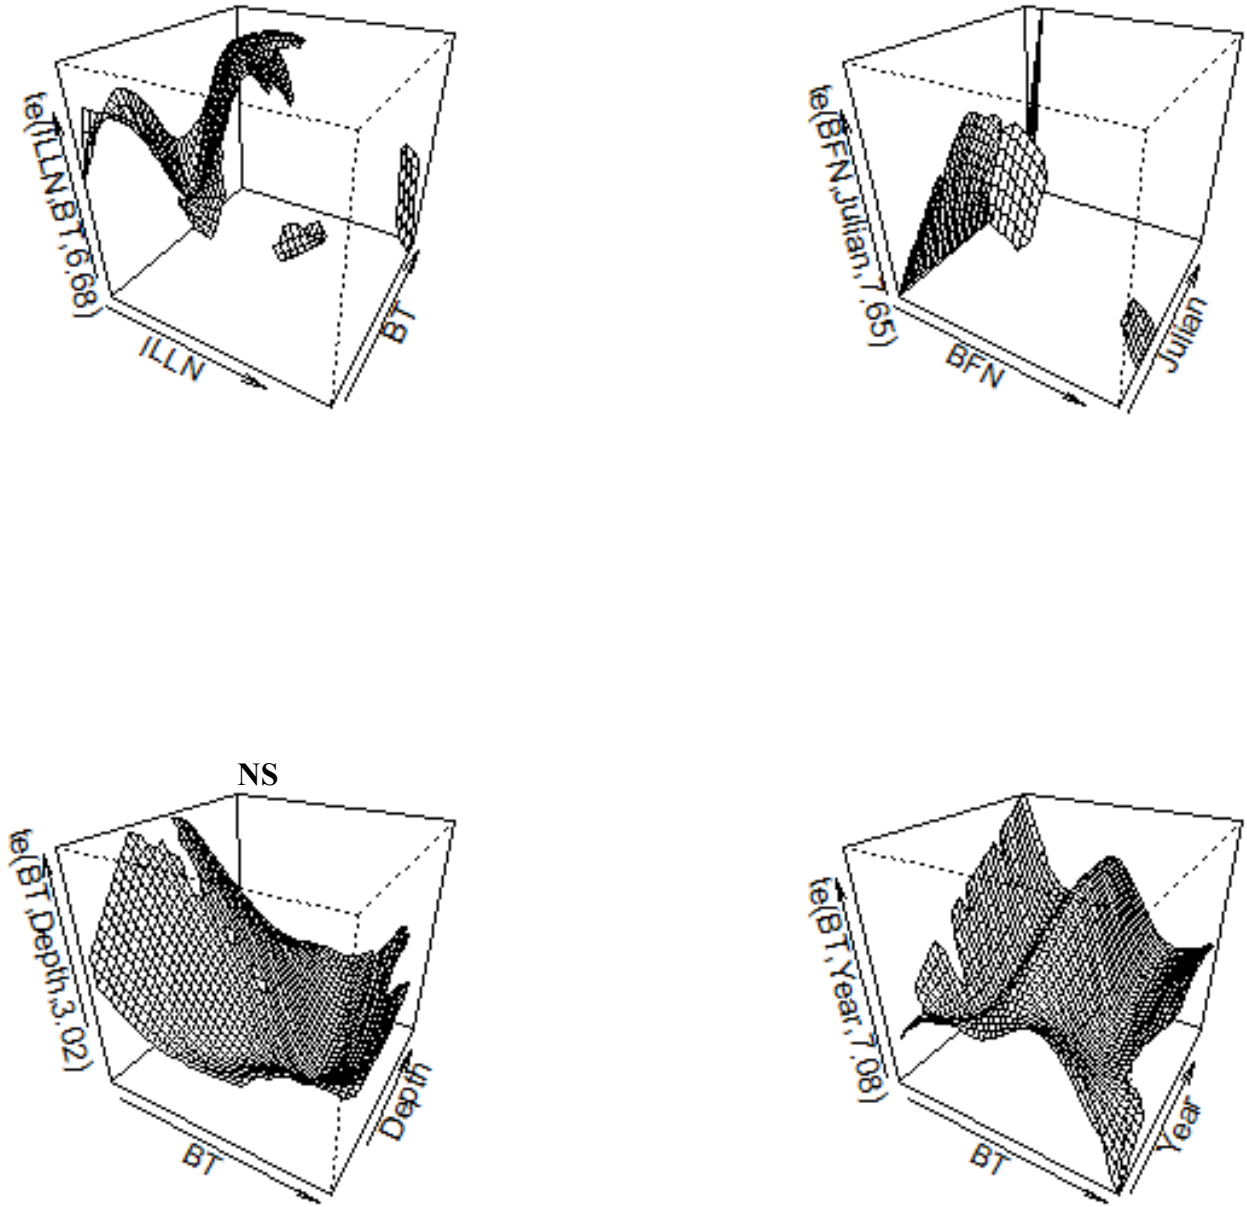 te(ILLN,BT,6.68)
ILLN
BT
te(BFN,Julian,7.65)
BFN
Julian
NS
te(BT,Depth,3.02)
BT
Depth
te(BT,Year,7.08)
BT
Year